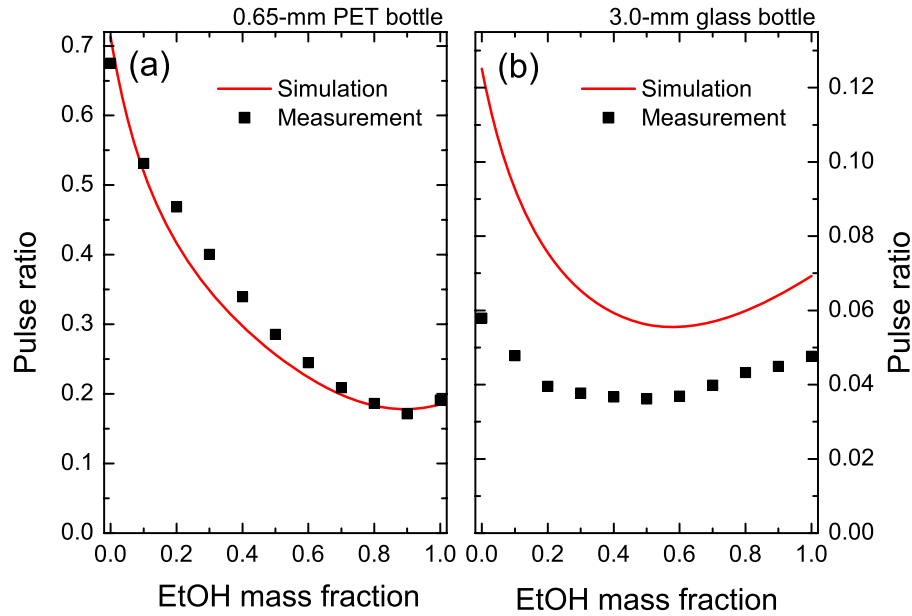 0.65-mm PET bottle
3.0-mm glass bottle
(a)
Simulation
Measurement
(b)
Simulation
Measurement
0.7
0.6
0.5
0.4
0.3
0.2
0.1
0.0
Pulse ratio
0.12
0.10
0.08
0.06
0.04
0.02
0.00
Pulse ratio
0.0 0.2 0.4 0.6 0.8 1.0
0.0 0.2 0.4 0.6 0.8 1.0
EtOH mass fraction
EtOH mass fraction